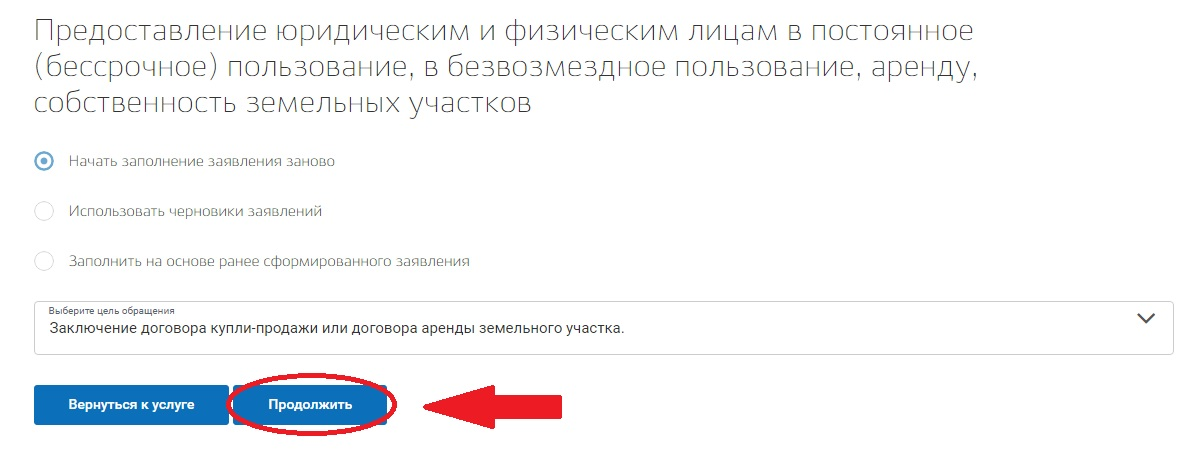 Предоставление юридическим и физическим лицам в постоянное
(бессрочное) пользование, в безвозмездное пользование, аренду,
собственность земельных участков
Начать заполнение заявления заново
Использовать черновики заявлений
Заполнить на основе ранее сформированного заявления
Выберите цель обращения
Заключение договора купли-продажи или договора аренды земельного участка.
Вернуться к услуге
Продолжить